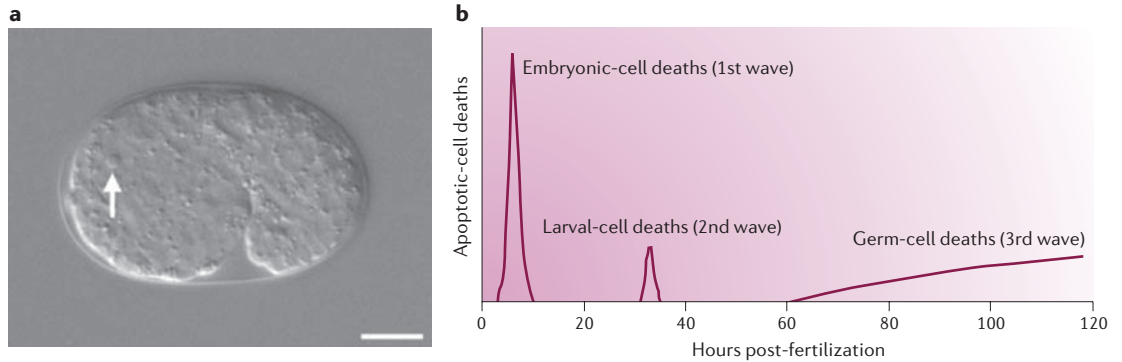 a
b
Apoptotic-cell deaths
Embryonic-cell deaths (1st wave)
Larval-cell deaths (2nd wave)
Germ-cell deaths (3rd wave)
0
20
40
60
80
100
120
Hours post-fertilization